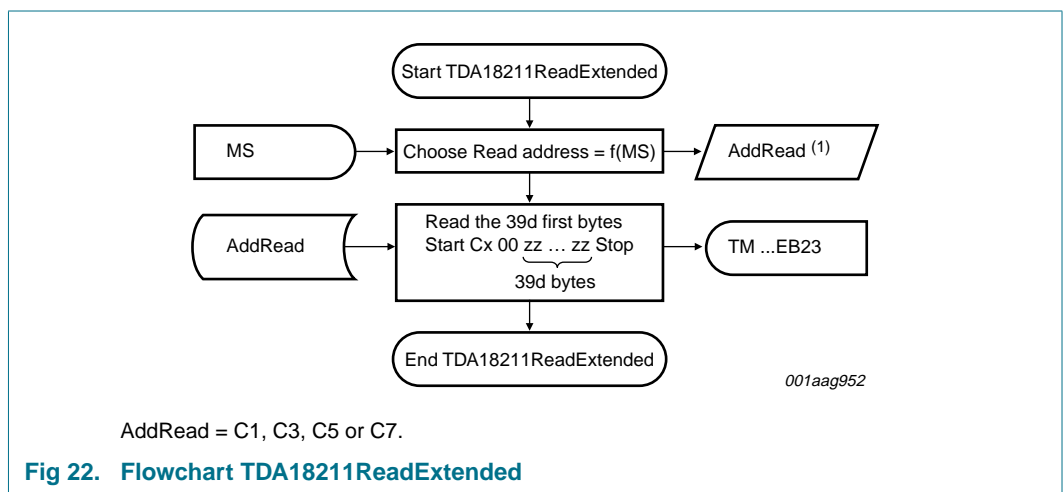 Start TDA18211ReadExtended
MS
Choose Read address = f(MS)
AddRead (1)
AddRead
Read the 39d first bytes
Start Cx 00 zz ... zz Stop
39d bytes
TM ...EB23
End TDA18211ReadExtended
001aag952
AddRead = C1, C3, C5 or C7.
Fig 22. Flowchart TDA18211ReadExtended